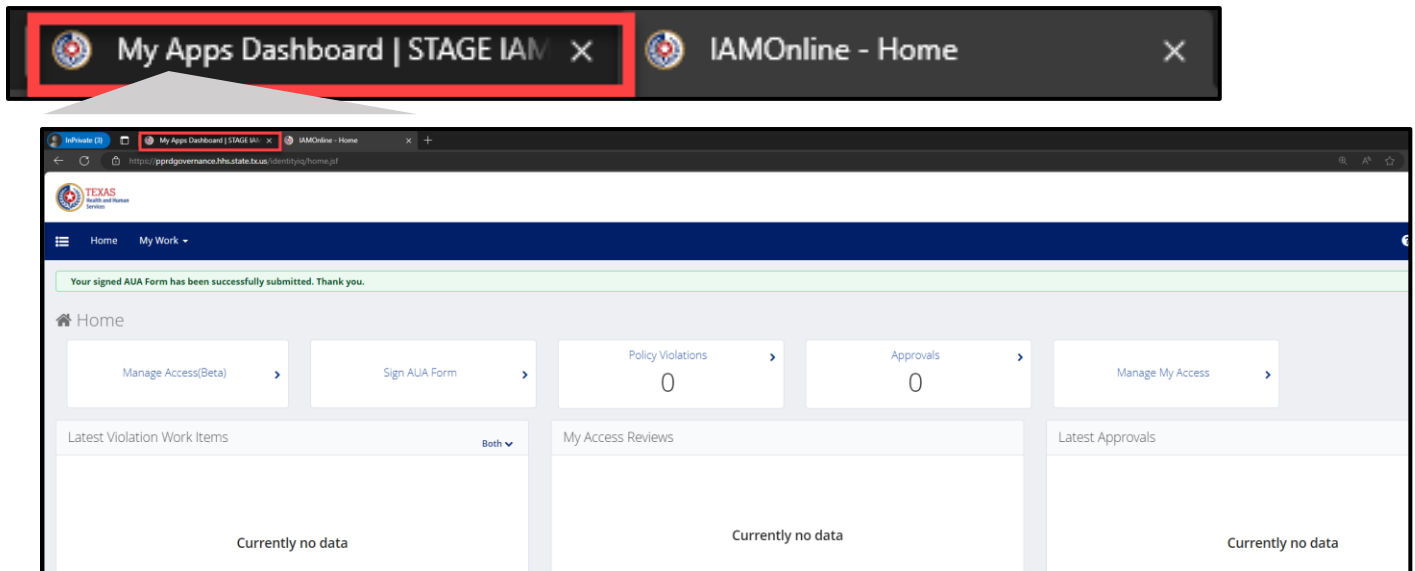 My Apps Dashboard | STAGE IAM
IAMOnline - Home
InPrivate (3)
My Apps Dashboard | STAGE IAM
IAMOnline - Home
https://pprdgovernance.hhs.state.tx.us/identityiq/home.jsf
TEXAS
Health and Human
Services
Home My Work
Your signed AUA Form has been successfully submitted. Thank you.
Home
Manage Access(Beta)
Sign AUA Form
Policy Violations
0
Approvals
0
Manage My Access
Latest Violation Work Items
Both
My Access Reviews
Latest Approvals
Currently no data
Currently no data
Currently no data